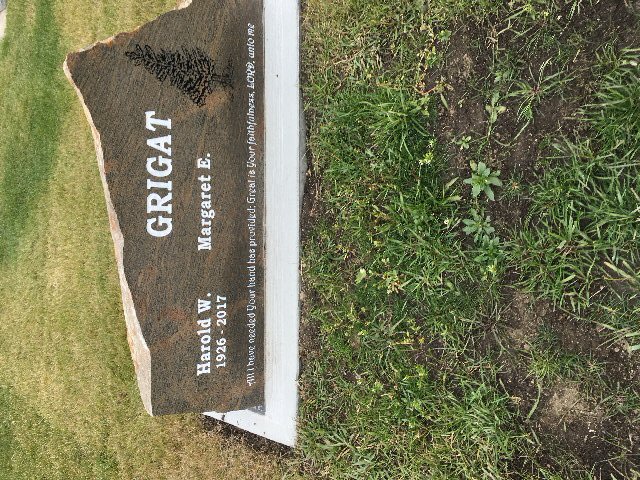 GRIGAT
Harold W. Margaret E.
1926 - 2017
"All I have needed Your hand has provided; Great is Your faithfulness, LORD, unto me